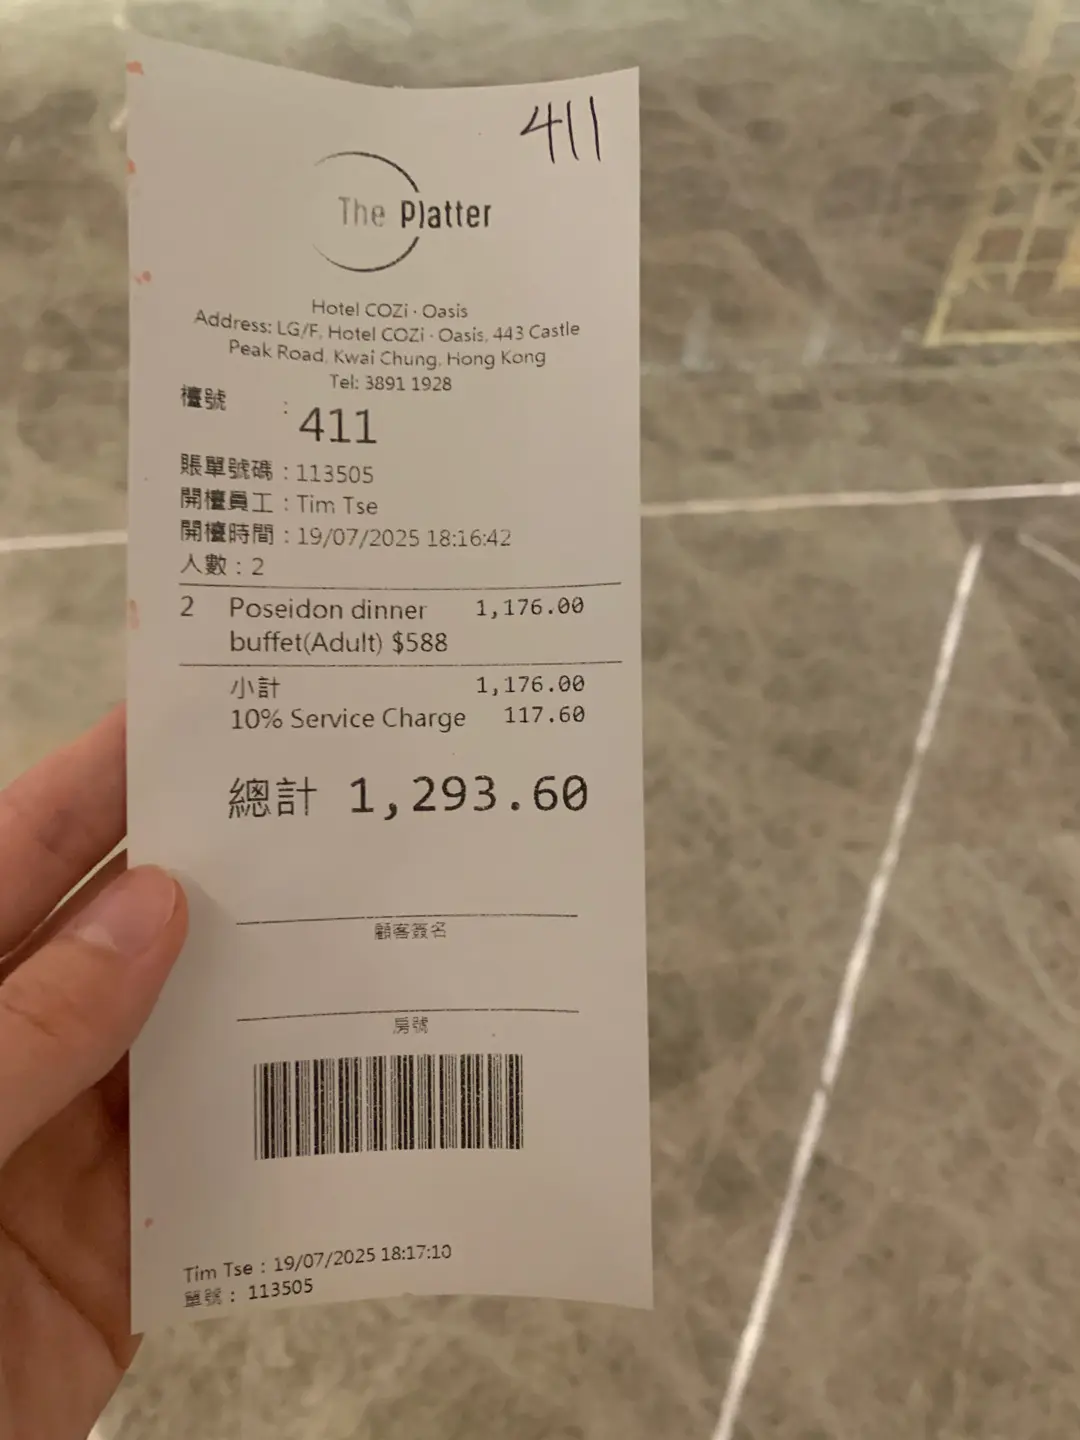 411
The Platter
Hotel COZi · Oasis
Address: LG/F, Hotel COZi · Oasis, 443 Castle
Peak Road, Kwai Chung, Hong Kong
Tel: 3891 1928
檯號 : 411
賬單號碼 : 113505
開檯員工 : Tim Tse
開檯時間 : 19/07/2025 18:16:42
人數 : 2
2 Poseidon dinner 1,176.00
buffet(Adult) $588
小計 1,176.00
10% Service Charge 117.60
總計 1,293.60
顧客簽名
房號
Tim Tse : 19/07/2025 18:17:10
單號 : 113505